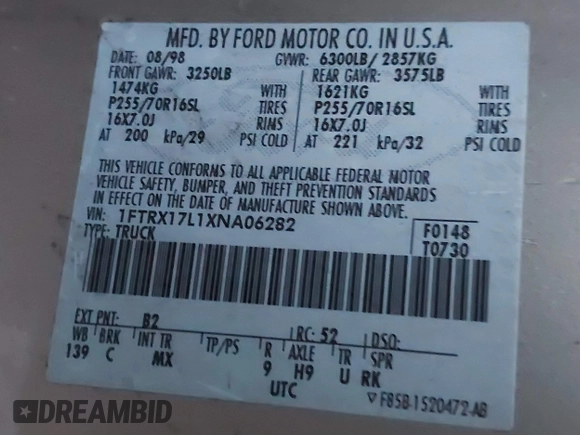 MFD. BY FORD MOTOR CO. IN U.S.A.
DATE: 08/98 GVWR: 6300LB/ 2857KG
FRONT GAWR: 3250LB REAR GAWR: 3575LB
1474KG WITH 1621KG WITH
P255/70R16SL TIRES P255/70R16SL TIRES
16X7.0J RIMS 16X7.0J RIMS
AT 200 kPa/29 PSI COLD AT 221 kPa/32 PSI COLD
THIS VEHICLE CONFORMS TO ALL APPLICABLE FEDERAL MOTOR
VEHICLE SAFETY, BUMPER, AND THEFT PREVENTION STANDARDS
IN EFFECT ON THE DATE OF MANUFACTURE SHOWN ABOVE.
VIN: 1FTRX17L1XNA06282 F0148
TYPE: TRUCK T0730
EXT PNT: B2 RC: 52 DSO:
WB BRK INT TR TP/PS R AXLE TR SPR
139 C MX 9 H9 U RK
UTC
F85B-1520472-AB
DREAMBID